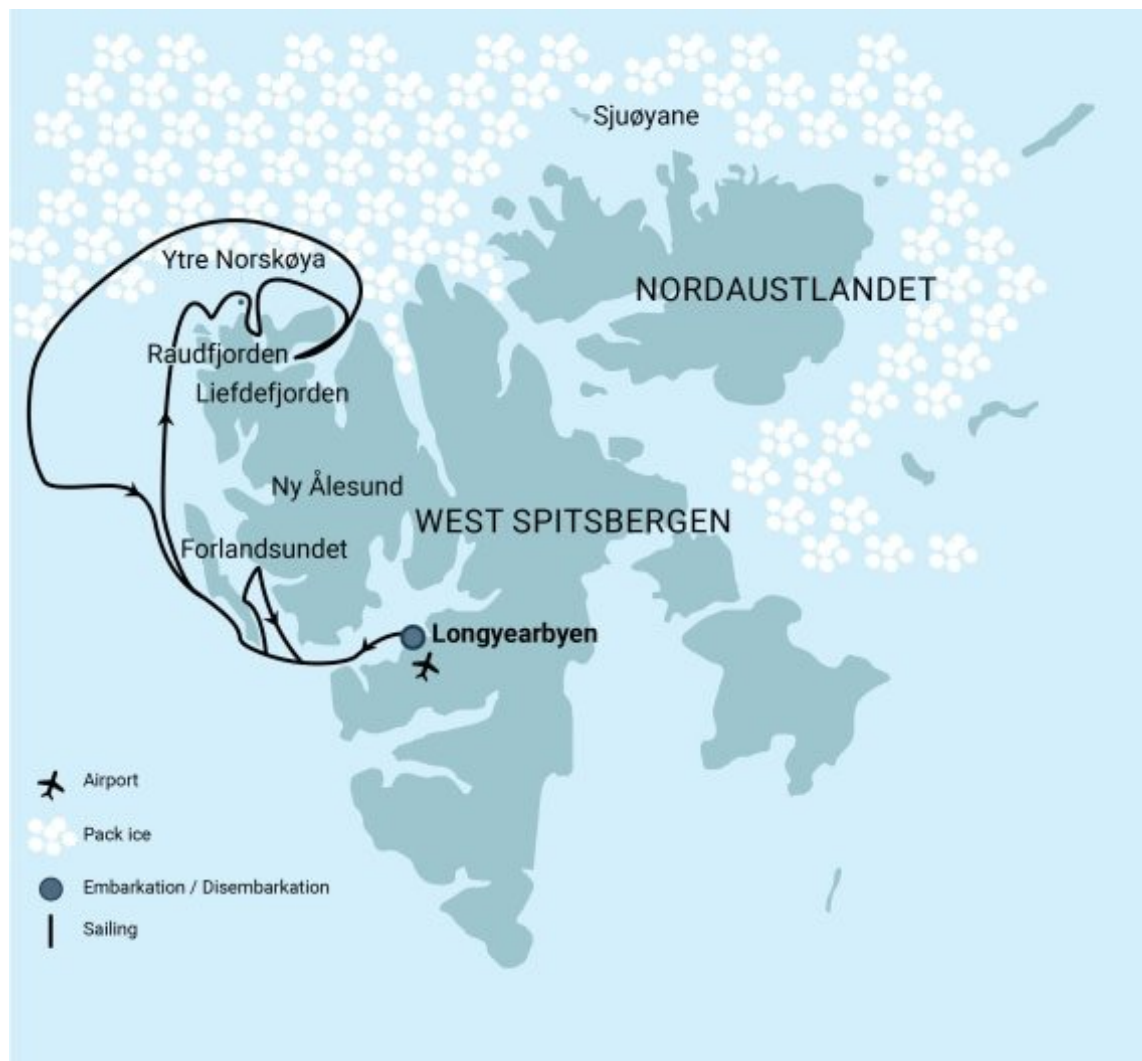 Sjuøyane
Ytre Norskøya
NORDAUSTLANDET
Raudfjorden
Liefdefjorden
Ny Ålesund
WEST SPITSBERGEN
Forlandsundet
Longyearbyen
Airport
Pack ice
Embarkation / Disembarkation
Sailing